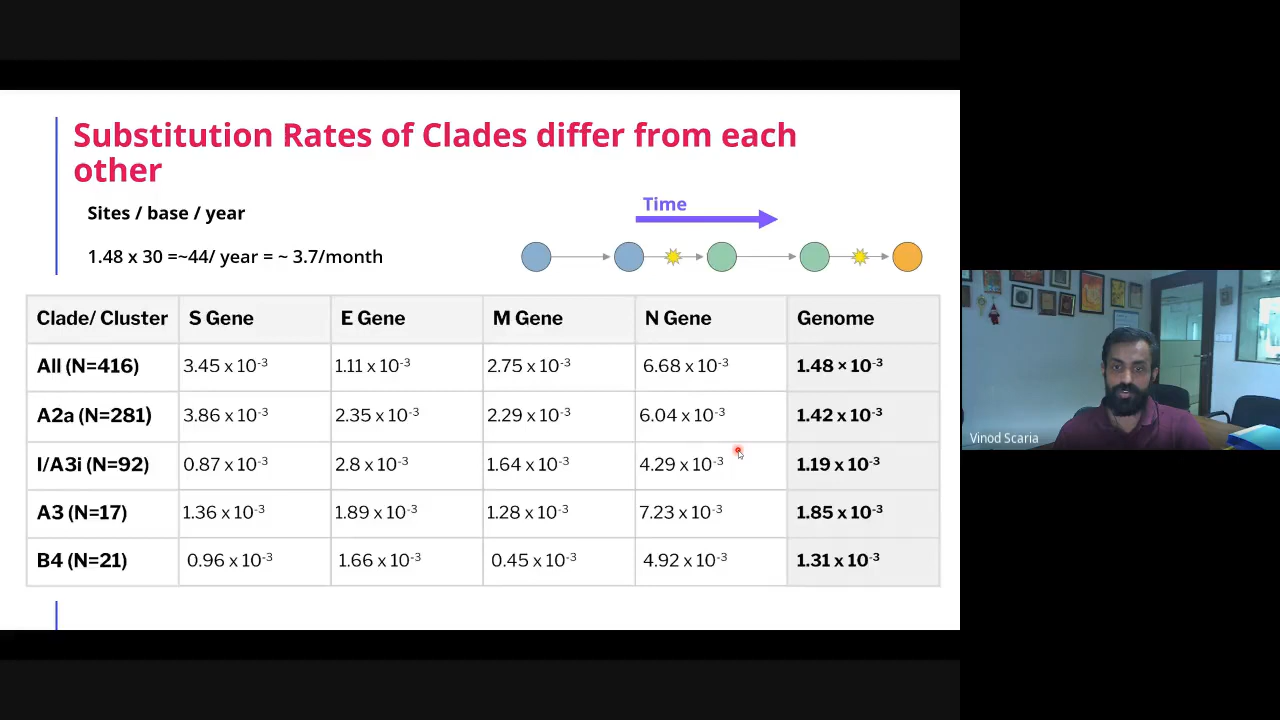 Substitution Rates of Clades differ from each
other
Sites / base / year
Time
1.48 x 30 =~44/ year = ~ 3.7/month
Clade/ Cluster S Gene E Gene M Gene N Gene Genome
All (N=416) 3.45 x 10⁻³ 1.11 x 10⁻³ 2.75 x 10⁻³ 6.68 x 10⁻³ 1.48 × 10⁻³
A2a (N=281) 3.86 x 10⁻³ 2.35 x 10⁻³ 2.29 x 10⁻³ 6.04 x 10⁻³ 1.42 x 10⁻³
I/A3i (N=92) 0.87 x 10⁻³ 2.8 x 10⁻³ 1.64 x 10⁻³ 4.29 x 10⁻³ 1.19 x 10⁻³
A3 (N=17) 1.36 x 10⁻³ 1.89 x 10⁻³ 1.28 x 10⁻³ 7.23 x 10⁻³ 1.85 x 10⁻³
B4 (N=21) 0.96 x 10⁻³ 1.66 x 10⁻³ 0.45 x 10⁻³ 4.92 x 10⁻³ 1.31 x 10⁻³
Vinod Scaria